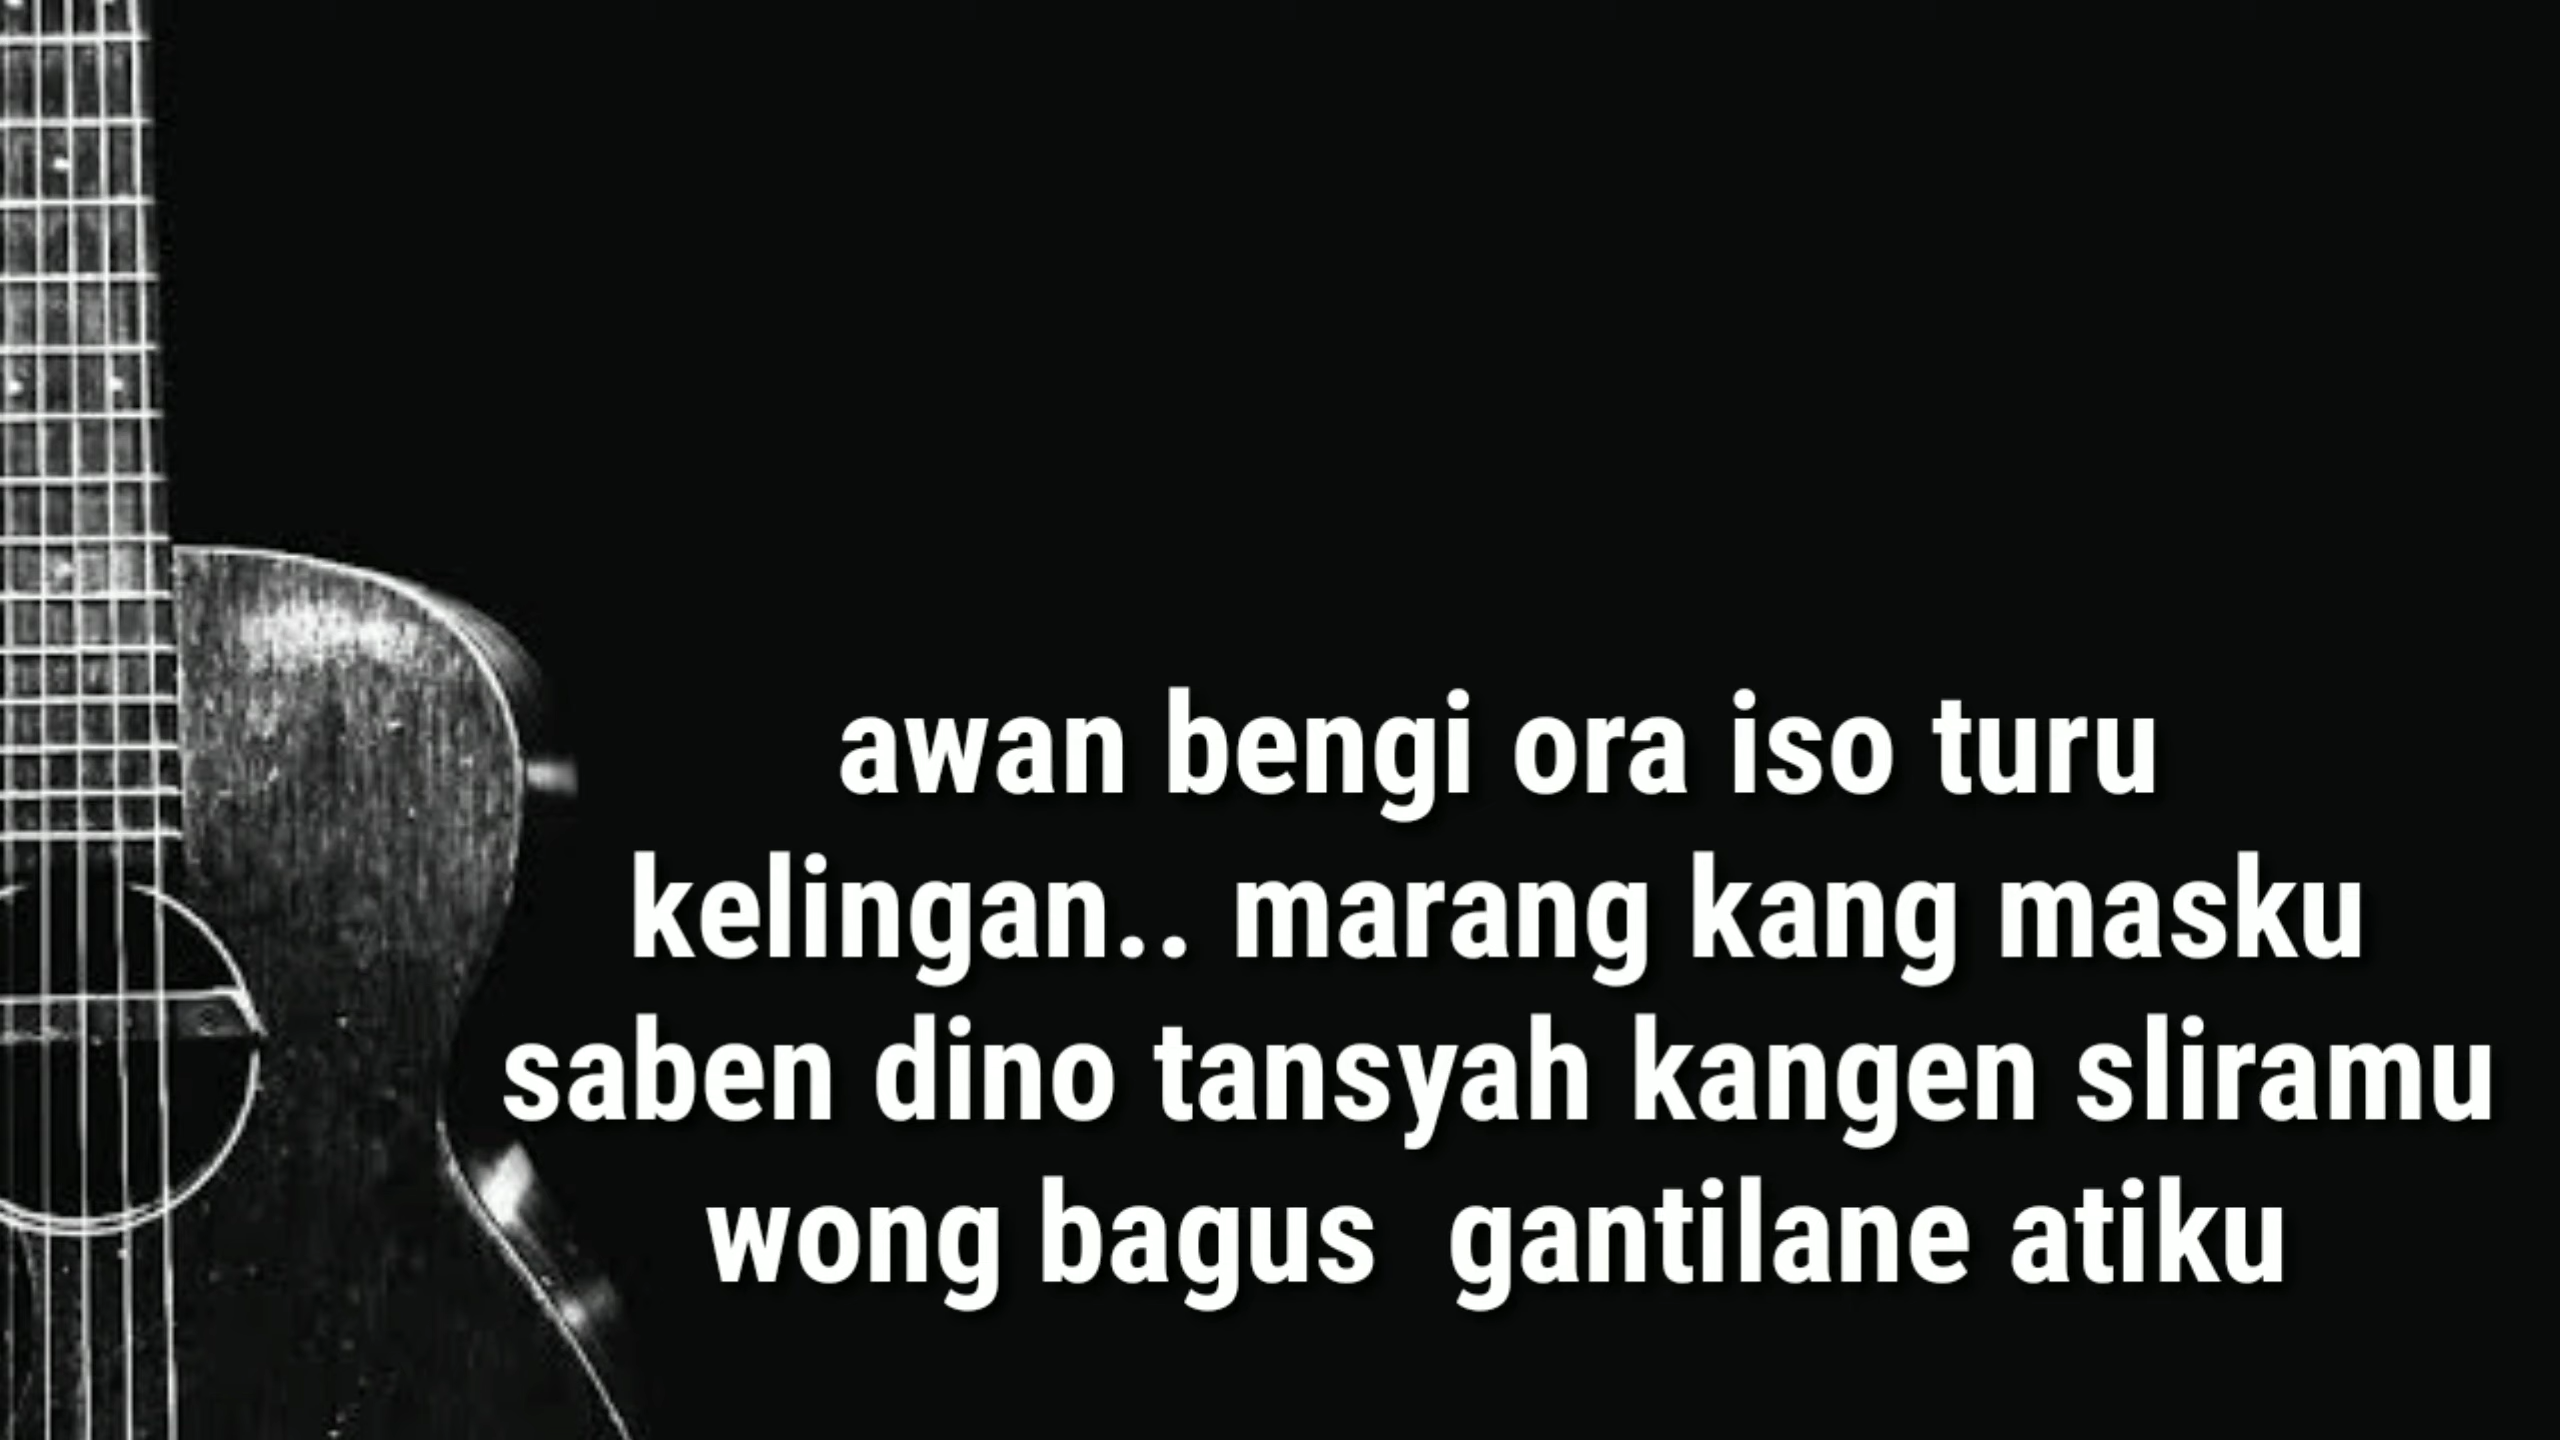 awan bengi ora iso turu
kelingan.. marang kang masku
saben dino tansyah kangen sliramu
wong bagus  gantilane atiku